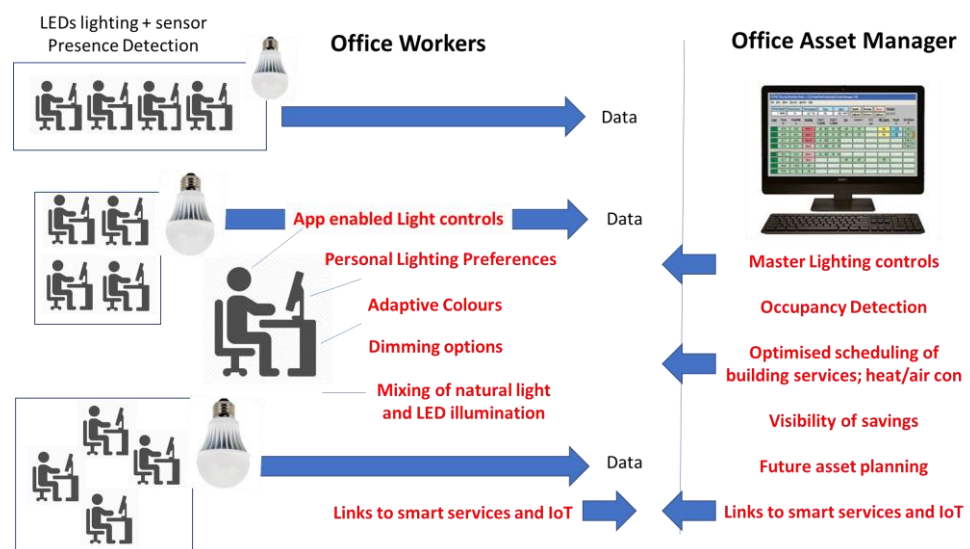 LEDs lighting + sensor
Presence Detection
Office Workers
Office Asset Manager
Data
App enabled Light controls
Data
Personal Lighting Preferences
Adaptive Colours
Dimming options
Mixing of natural light
and LED illumination
Data
Links to smart services and IoT
Master Lighting controls
Occupancy Detection
Optimised scheduling of
building services; heat/air con
Visibility of savings
Future asset planning
Links to smart services and IoT